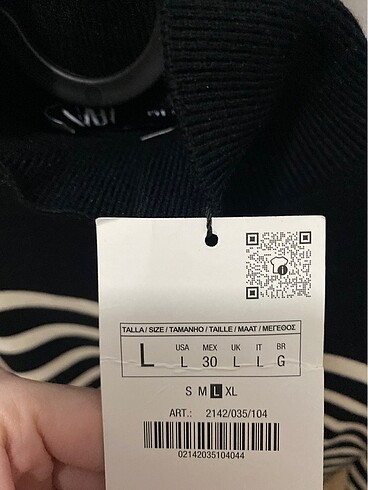 TALLA / SIZE / TAMANHO / TAILLE / MAAT / ΜΕΓΕΘΟΣ
L USA L MEX 30 UK L IT L BR G
S M L XL
ART.: 2142/035/104
02142035104044